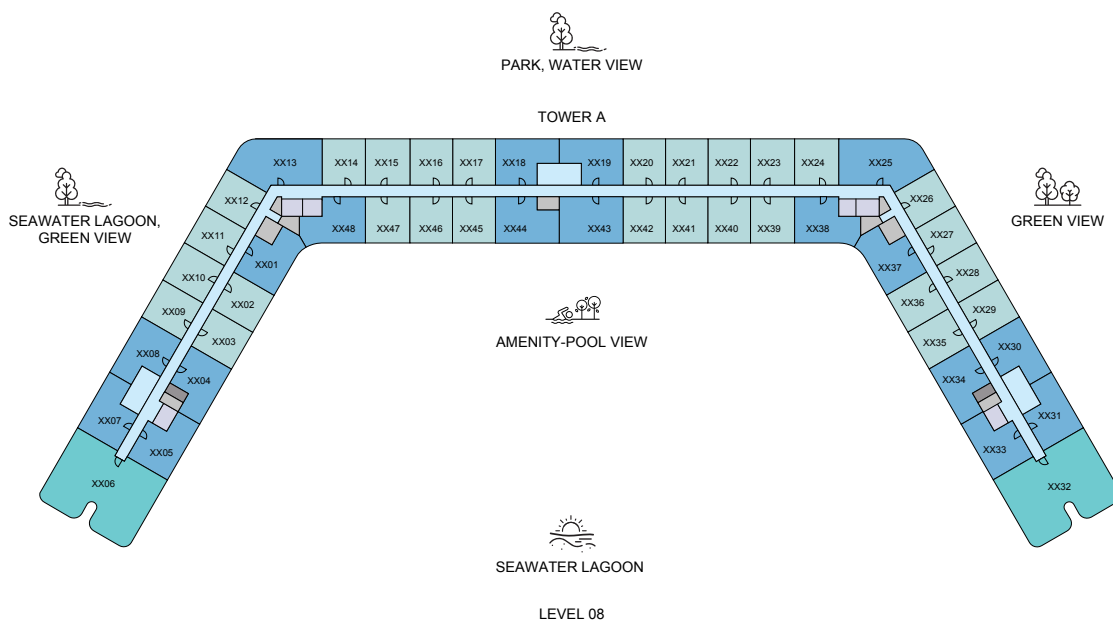 PARK, WATER VIEW
TOWER A
SEAWATER LAGOON,
GREEN VIEW
GREEN VIEW
XX13
XX14
XX15
XX16
XX17
XX18
XX19
XX20
XX21
XX22
XX23
XX24
XX25
XX12
XX11
XX10
XX09
XX08
XX07
XX06
XX05
XX04
XX03
XX02
XX01
XX48
XX47
XX46
XX45
XX44
XX43
XX42
XX41
XX40
XX39
XX38
XX37
XX36
XX35
XX34
XX33
XX32
XX31
XX30
XX29
XX28
XX27
XX26
AMENITY-POOL VIEW
SEAWATER LAGOON
LEVEL 08